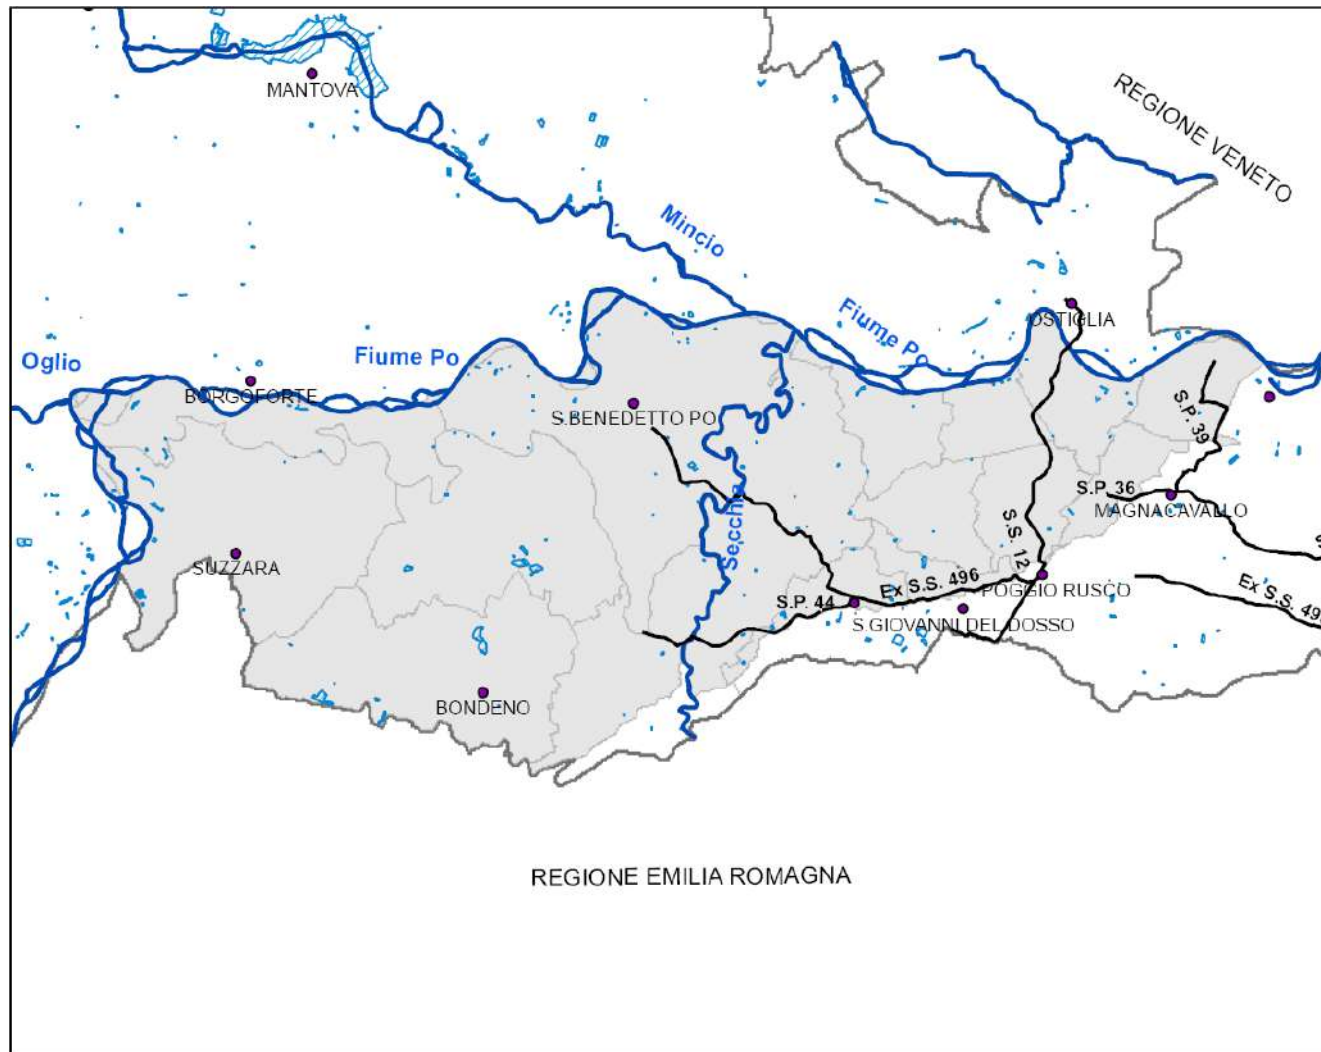 MANTOVA
REGIONE VENETO
Mincio
Fiume Po
OSTIGLIA
Oglio
Fiume Po
BORGOFORTE
S.BENEDETTO PO
S.P. 39
S.P. 36
MAGNACAVALLO
Secchia
S.S. 12
SUZZARA
Ex S.S. 496
POGGIO RUSCO
S.P. 44
S.GIOVANNI DEL DOSSO
Ex S.S. 49
BONDENO
REGIONE EMILIA ROMAGNA